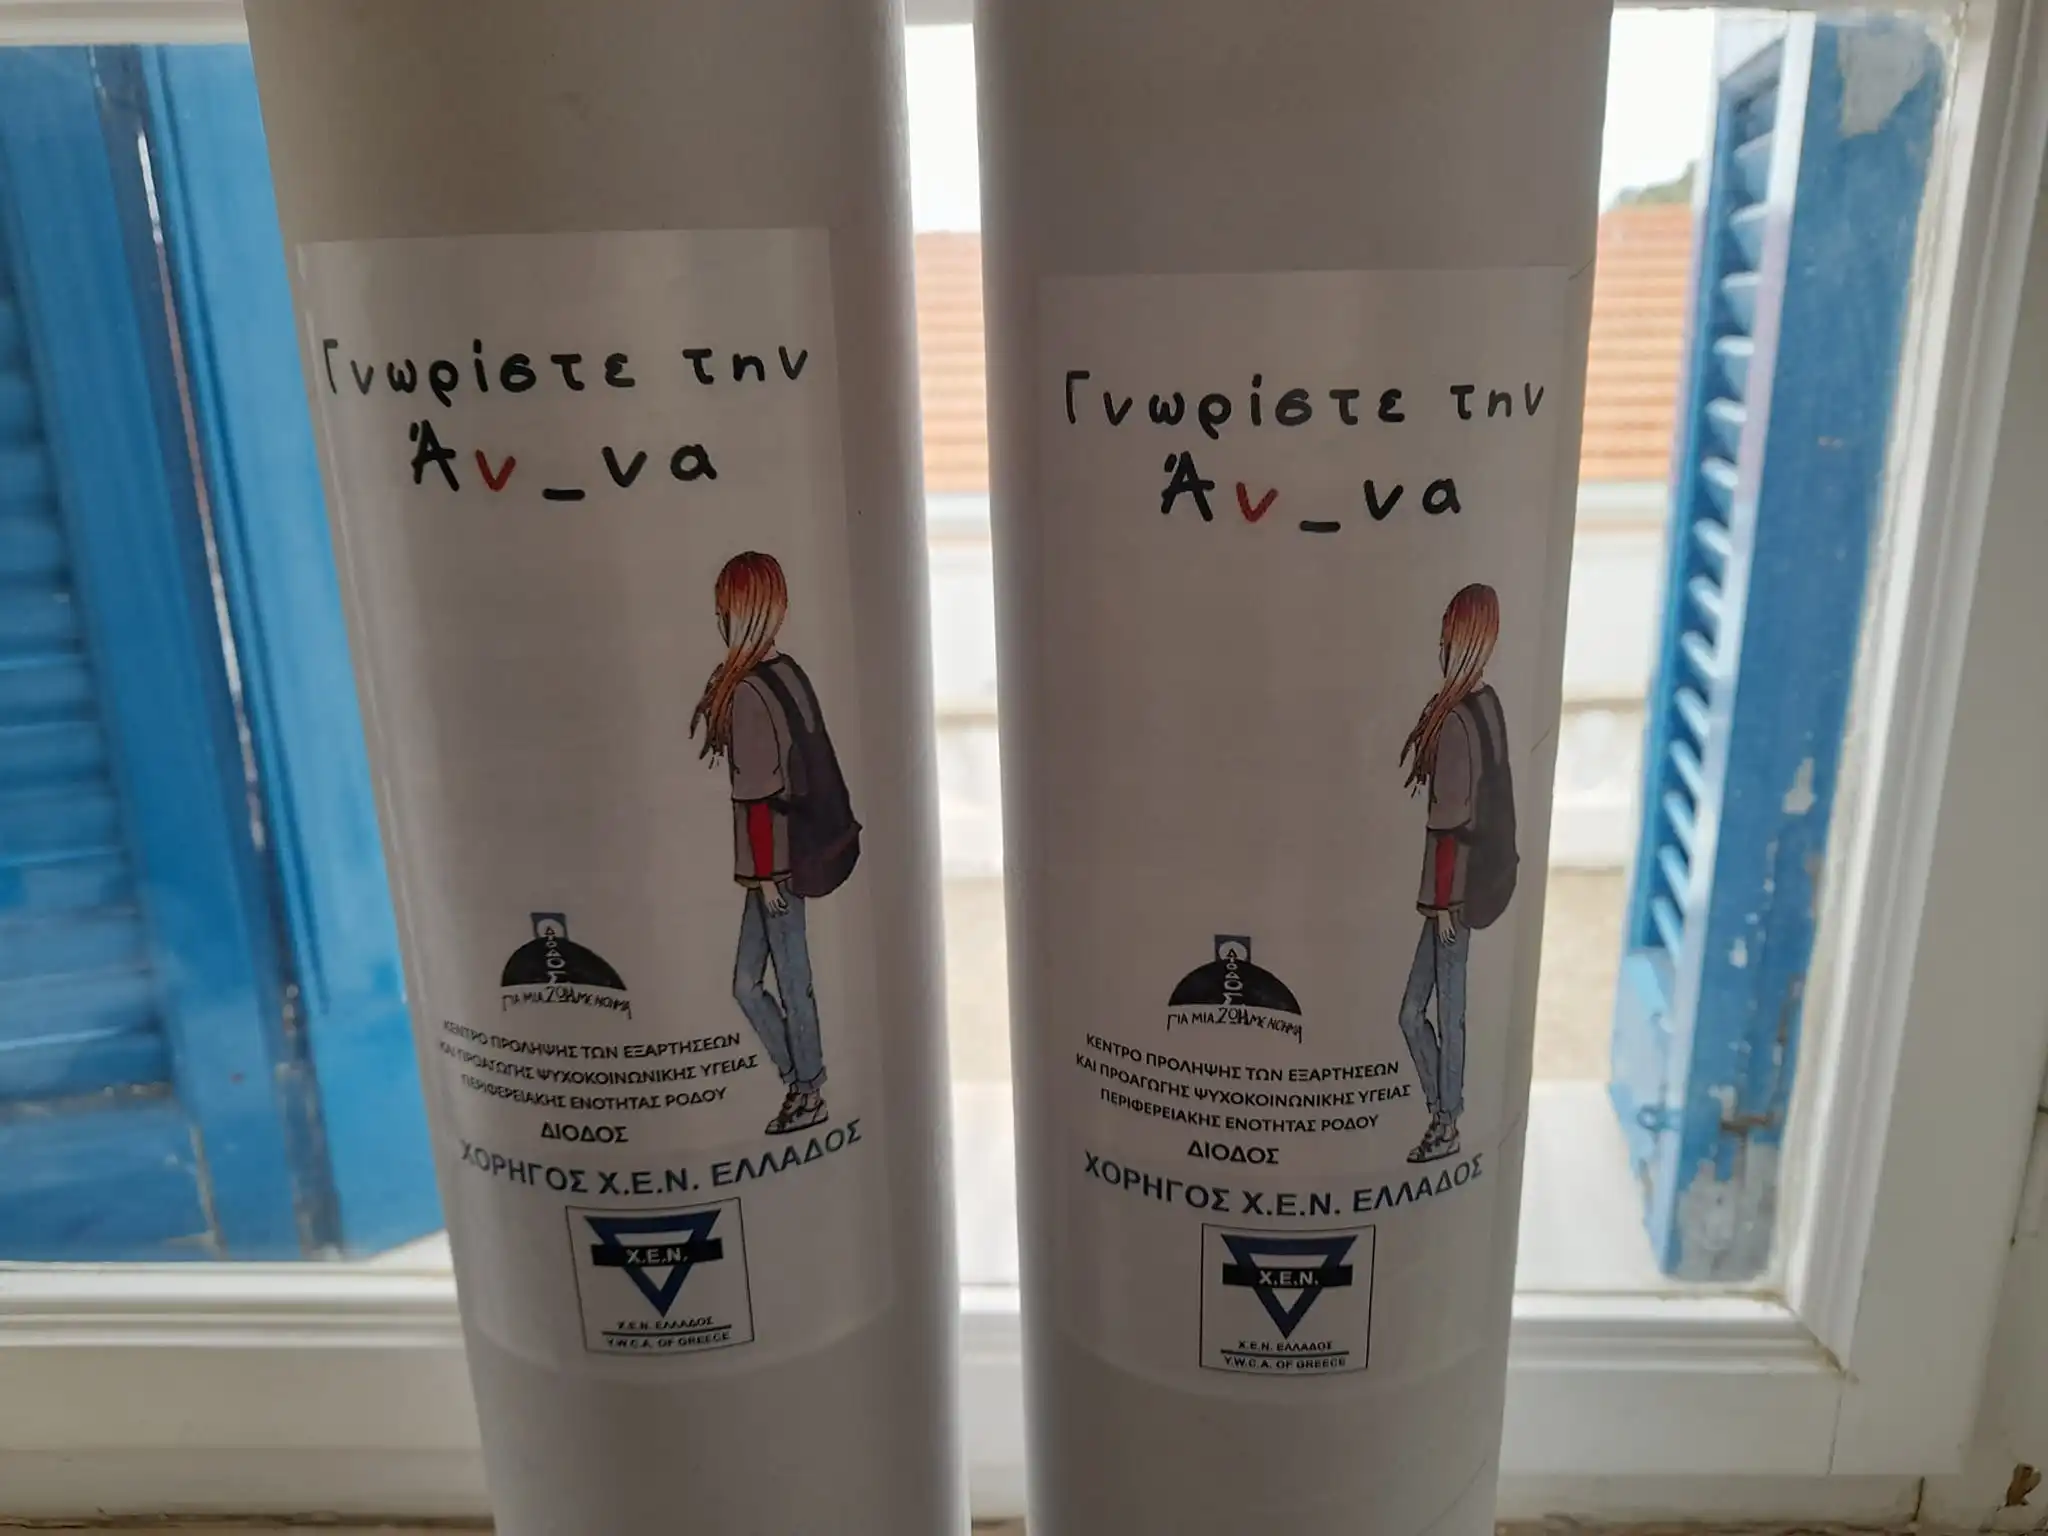 Γνωρίστε την
Άν_να
ΔΙΟΔΟΣ
ΓΙΑ ΜΙΑ ΖΩΗ ΜΕ ΝΟΗΜΑ
ΚΕΝΤΡΟ ΠΡΟΛΗΨΗΣ ΤΩΝ ΕΞΑΡΤΗΣΕΩΝ
ΚΑΙ ΠΡΟΑΓΩΓΗΣ ΨΥΧΟΚΟΙΝΩΝΙΚΗΣ ΥΓΕΙΑΣ
ΠΕΡΙΦΕΡΕΙΑΚΗΣ ΕΝΟΤΗΤΑΣ ΡΟΔΟΥ
ΔΙΟΔΟΣ
ΧΟΡΗΓΟΣ Χ.Ε.Ν. ΕΛΛΑΔΟΣ
Χ.Ε.Ν.
Χ.Ε.Ν. ΕΛΛΑΔΟΣ
Y.W.C.A. OF GREECE
Γνωρίστε την
Άν_να
ΔΙΟΔΟΣ
ΓΙΑ ΜΙΑ ΖΩΗ ΜΕ ΝΟΗΜΑ
ΚΕΝΤΡΟ ΠΡΟΛΗΨΗΣ ΤΩΝ ΕΞΑΡΤΗΣΕΩΝ
ΚΑΙ ΠΡΟΑΓΩΓΗΣ ΨΥΧΟΚΟΙΝΩΝΙΚΗΣ ΥΓΕΙΑΣ
ΠΕΡΙΦΕΡΕΙΑΚΗΣ ΕΝΟΤΗΤΑΣ ΡΟΔΟΥ
ΔΙΟΔΟΣ
ΧΟΡΗΓΟΣ Χ.Ε.Ν. ΕΛΛΑΔΟΣ
Χ.Ε.Ν.
Χ.Ε.Ν. ΕΛΛΑΔΟΣ
Y.W.C.A. OF GREECE